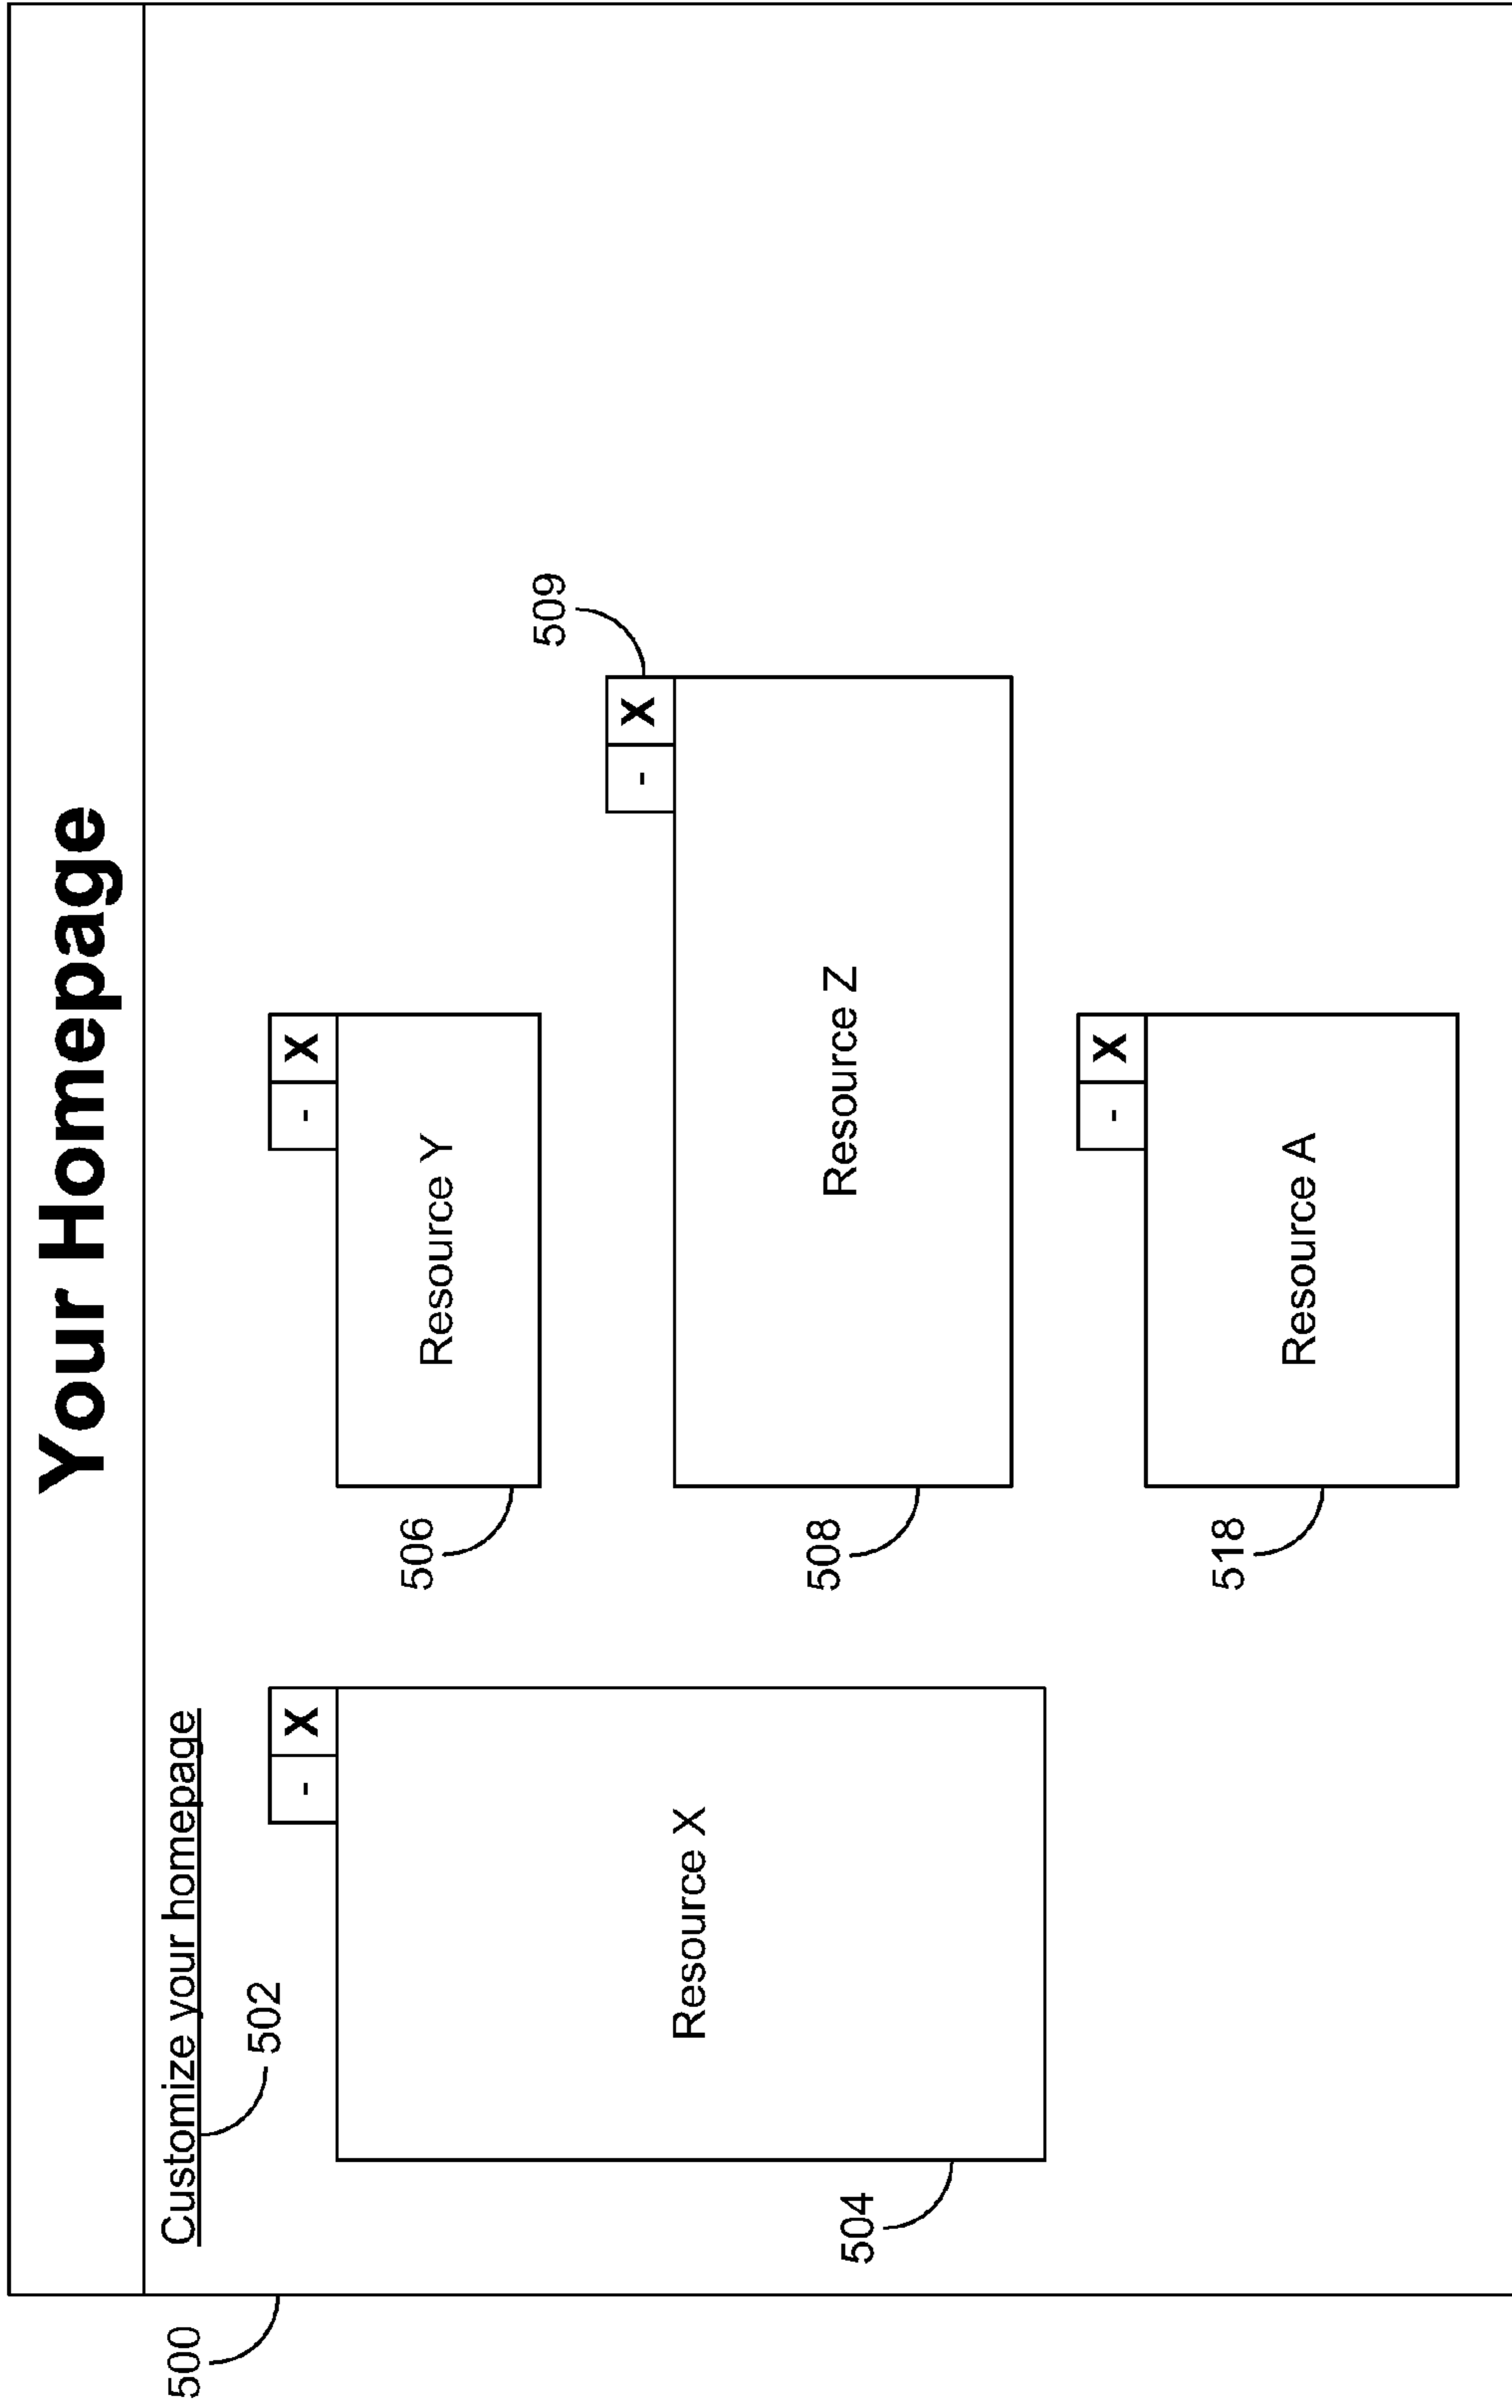 Your Homepage
500
Customize your homepage
502
- X
Resource X
504
- X
Resource Y
506
509
- X
Resource Z
508
- X
Resource A
518